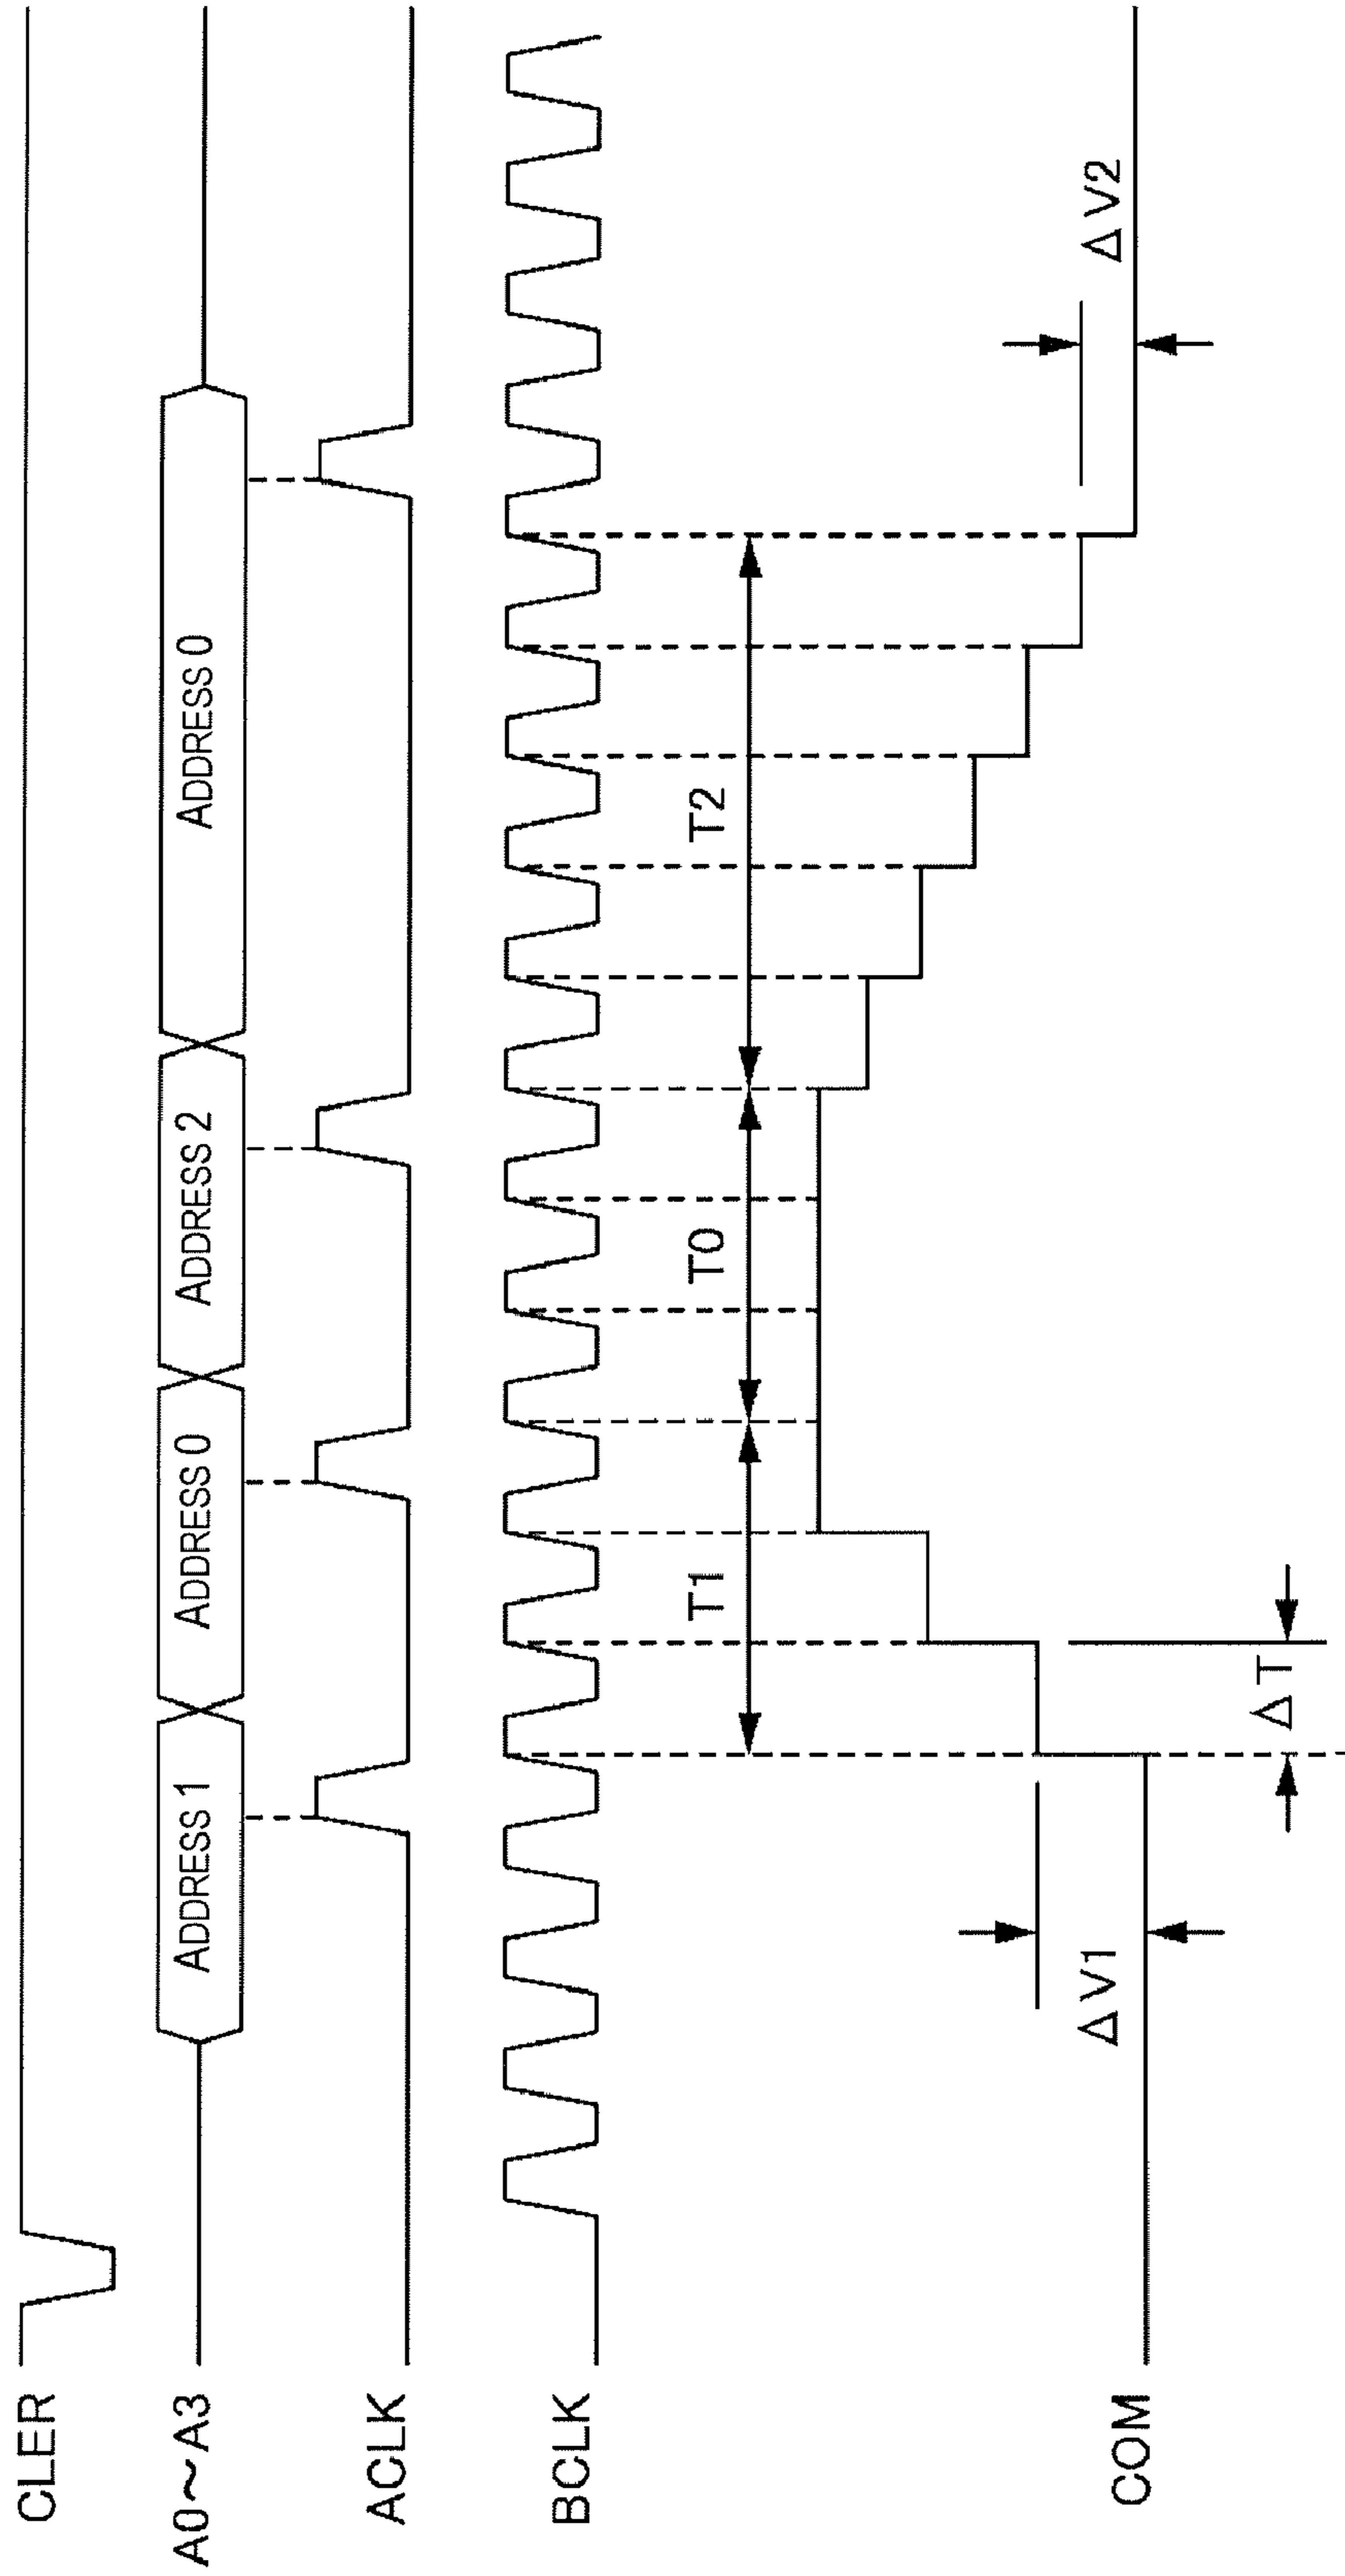 CLER
A0~A3
ADDRESS 1
ADDRESS 0
ADDRESS 2
ADDRESS 0
ACLK
BCLK
T1
T0
T2
COM
ΔV1
ΔT
ΔV2